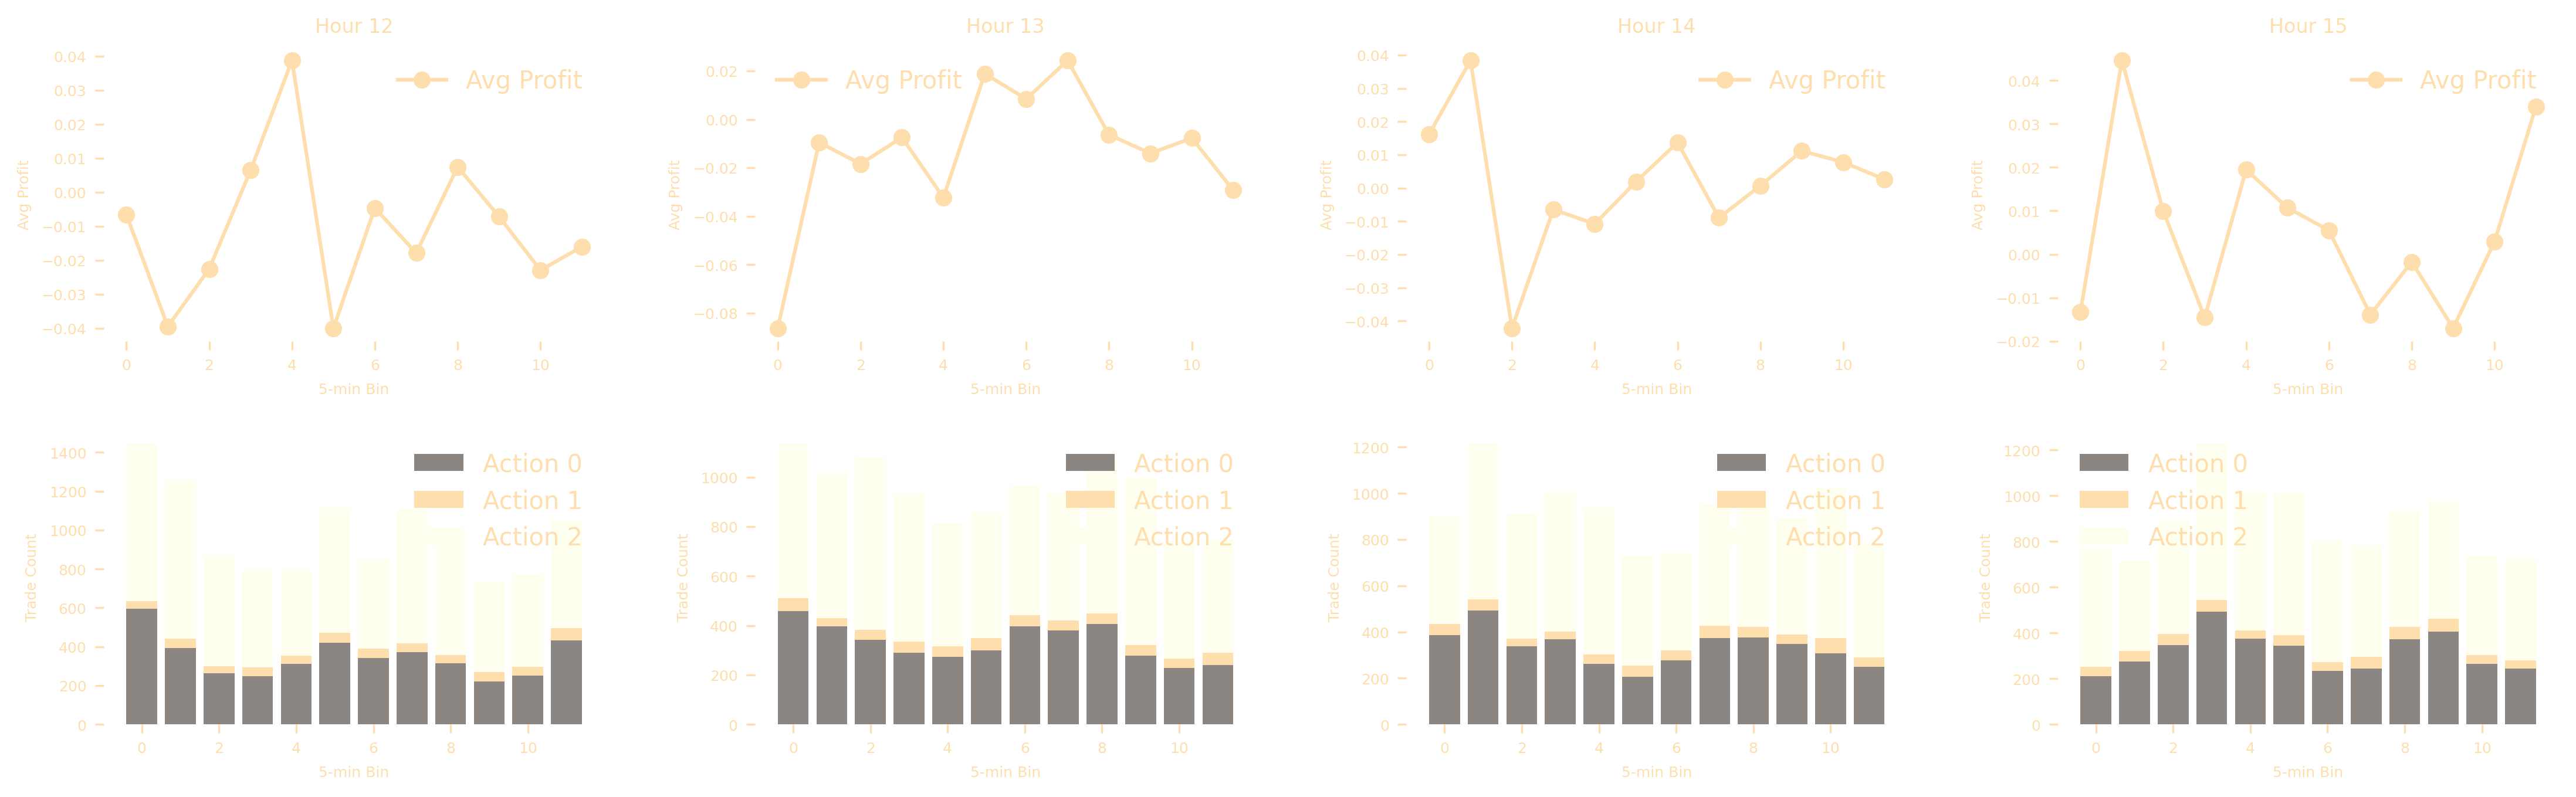 Hour 12
Avg Profit
0.04
0.03
0.02
0.01
0.00
−0.01
−0.02
−0.03
−0.04
Avg Profit
0 2 4 6 8 10
5-min Bin
Hour 13
Avg Profit
0.02
0.00
−0.02
−0.04
−0.06
−0.08
Avg Profit
0 2 4 6 8 10
5-min Bin
Hour 14
Avg Profit
0.04
0.03
0.02
0.01
0.00
−0.01
−0.02
−0.03
−0.04
Avg Profit
0 2 4 6 8 10
5-min Bin
Hour 15
Avg Profit
0.04
0.03
0.02
0.01
0.00
−0.01
−0.02
Avg Profit
0 2 4 6 8 10
5-min Bin
Trade Count
1400
1200
1000
800
600
400
200
0
Action 0
Action 1
Action 2
0 2 4 6 8 10
5-min Bin
Trade Count
1000
800
600
400
200
0
Action 0
Action 1
Action 2
0 2 4 6 8 10
5-min Bin
Trade Count
1200
1000
800
600
400
200
0
Action 0
Action 1
Action 2
0 2 4 6 8 10
5-min Bin
Trade Count
1200
1000
800
600
400
200
0
Action 0
Action 1
Action 2
0 2 4 6 8 10
5-min Bin